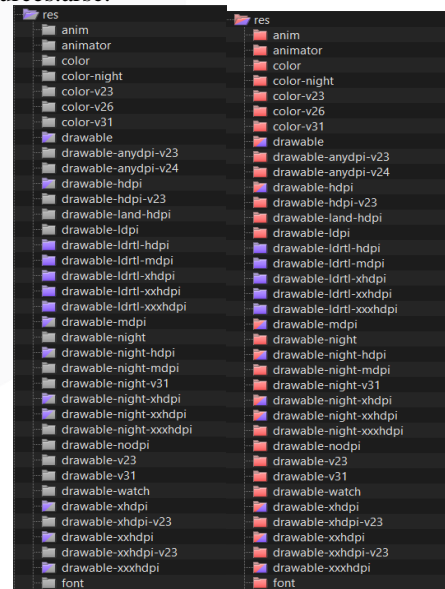 res
anim
animator
color
color-night
color-v23
color-v26
color-v31
drawable
drawable-anydpi-v23
drawable-anydpi-v24
drawable-hdpi
drawable-hdpi-v23
drawable-land-hdpi
drawable-ldpi
drawable-ldrtl-hdpi
drawable-ldrtl-mdpi
drawable-ldrtl-xhdpi
drawable-ldrtl-xxhdpi
drawable-ldrtl-xxxhdpi
drawable-mdpi
drawable-night
drawable-night-hdpi
drawable-night-mdpi
drawable-night-v31
drawable-night-xhdpi
drawable-night-xxhdpi
drawable-night-xxxhdpi
drawable-nodpi
drawable-v23
drawable-v31
drawable-watch
drawable-xhdpi
drawable-xhdpi-v23
drawable-xxhdpi
drawable-xxhdpi-v23
drawable-xxxhdpi
font
res
anim
animator
color
color-night
color-v23
color-v26
color-v31
drawable
drawable-anydpi-v23
drawable-anydpi-v24
drawable-hdpi
drawable-hdpi-v23
drawable-land-hdpi
drawable-ldpi
drawable-ldrtl-hdpi
drawable-ldrtl-mdpi
drawable-ldrtl-xhdpi
drawable-ldrtl-xxhdpi
drawable-ldrtl-xxxhdpi
drawable-mdpi
drawable-night
drawable-night-hdpi
drawable-night-mdpi
drawable-night-v31
drawable-night-xhdpi
drawable-night-xxhdpi
drawable-night-xxxhdpi
drawable-nodpi
drawable-v23
drawable-v31
drawable-watch
drawable-xhdpi
drawable-xhdpi-v23
drawable-xxhdpi
drawable-xxhdpi-v23
drawable-xxxhdpi
font